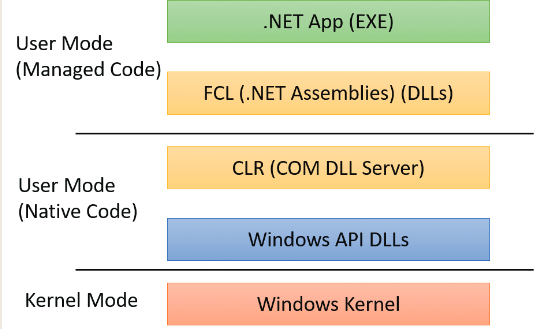 .NET App (EXE)
User Mode
(Managed Code)
FCL (.NET Assemblies) (DLLs)
CLR (COM DLL Server)
User Mode
(Native Code)
Windows API DLLs
Kernel Mode
Windows Kernel